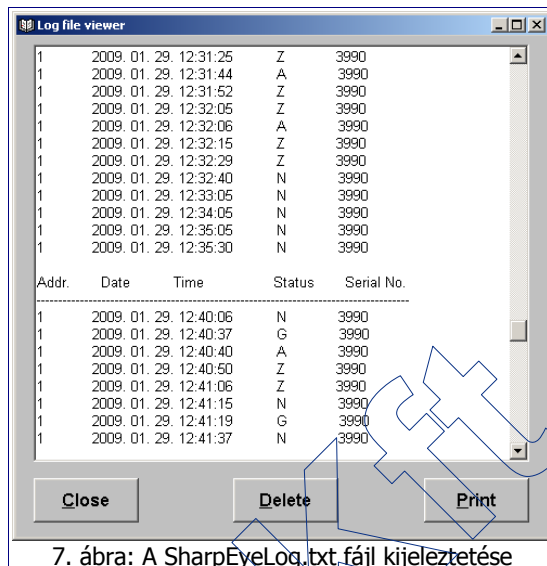 Log file viewer
1 2009. 01. 29. 12:31:25 Z 3990
1 2009. 01. 29. 12:31:44 A 3990
1 2009. 01. 29. 12:31:52 Z 3990
1 2009. 01. 29. 12:32:05 Z 3990
1 2009. 01. 29. 12:32:06 A 3990
1 2009. 01. 29. 12:32:15 Z 3990
1 2009. 01. 29. 12:32:29 Z 3990
1 2009. 01. 29. 12:32:40 N 3990
1 2009. 01. 29. 12:33:05 N 3990
1 2009. 01. 29. 12:34:05 N 3990
1 2009. 01. 29. 12:35:05 N 3990
1 2009. 01. 29. 12:35:30 N 3990
Addr. Date Time Status Serial No.
1 2009. 01. 29. 12:40:06 N 3990
1 2009. 01. 29. 12:40:37 G 3990
1 2009. 01. 29. 12:40:40 A 3990
1 2009. 01. 29. 12:40:50 Z 3990
1 2009. 01. 29. 12:41:06 Z 3990
1 2009. 01. 29. 12:41:15 N 3990
1 2009. 01. 29. 12:41:19 G 3990
1 2009. 01. 29. 12:41:37 N 3990
Close Delete Print
7. ábra: A SharpEyeLog.txt fájl kijeleztetése